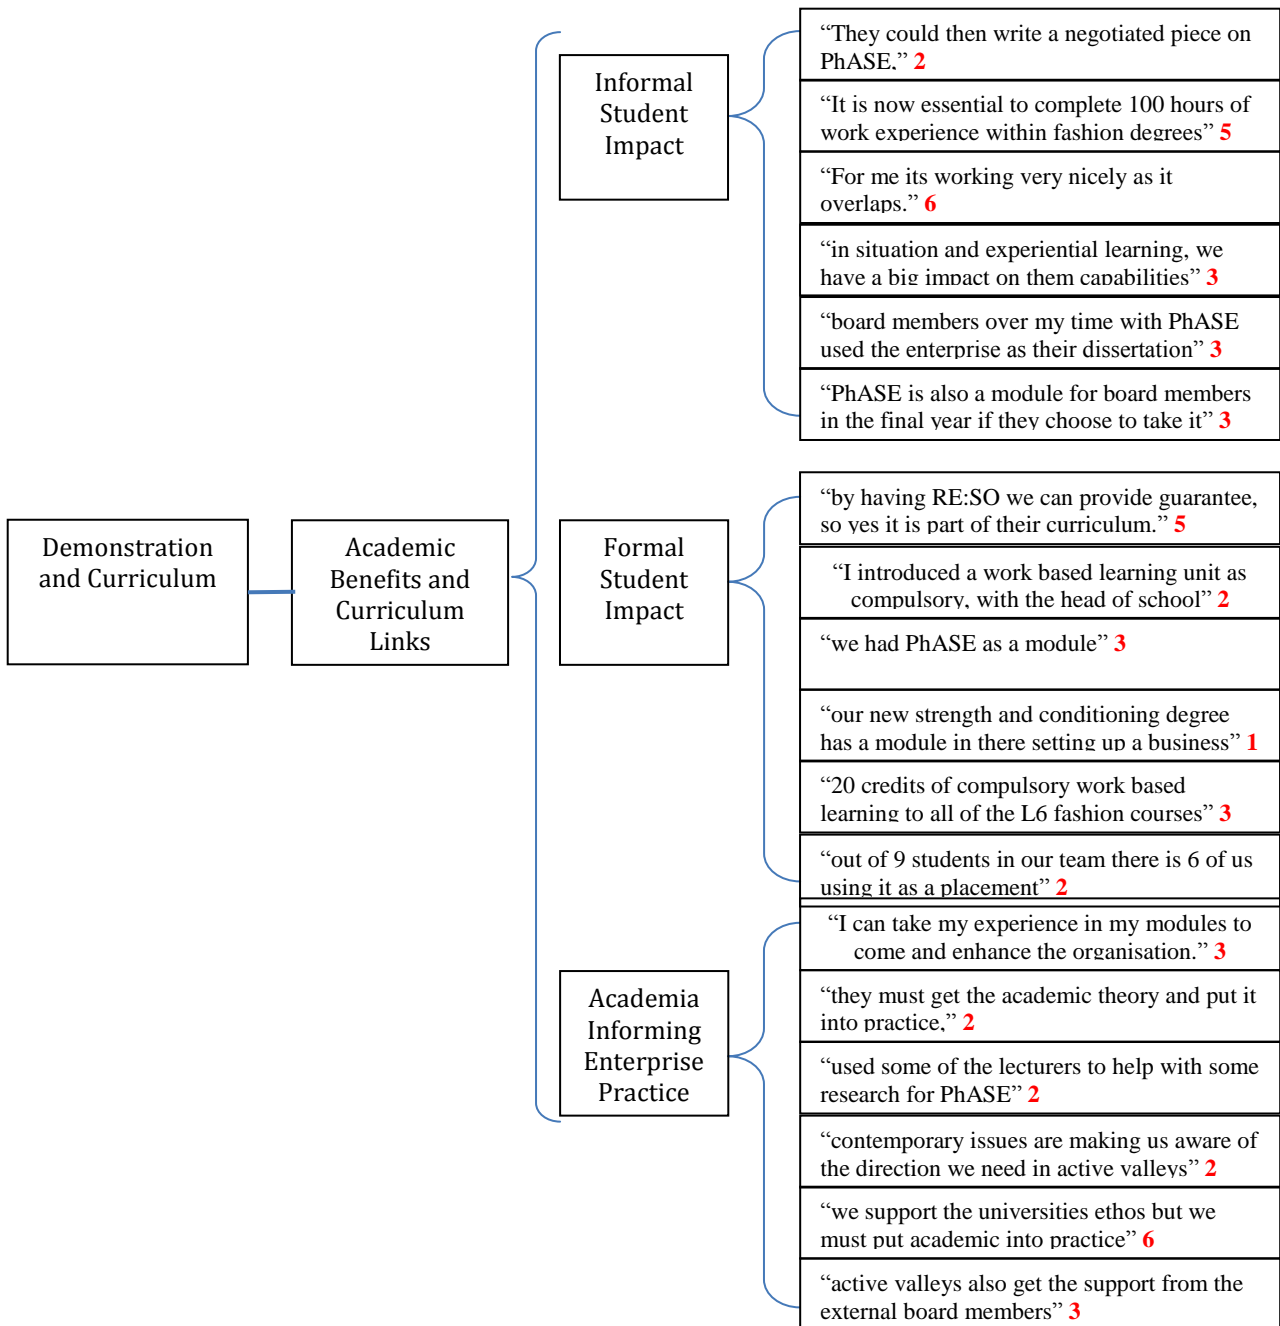 Demonstration
and Curriculum
Academic
Benefits and
Curriculum
Links
Informal
Student
Impact
“They could then write a negotiated piece on
PhASE,” 2
“It is now essential to complete 100 hours of
work experience within fashion degrees” 5
“For me its working very nicely as it
overlaps.” 6
“in situation and experiential learning, we
have a big impact on them capabilities” 3
“board members over my time with PhASE
used the enterprise as their dissertation” 3
“PhASE is also a module for board members
in the final year if they choose to take it” 3
Formal
Student
Impact
“by having RE:SO we can provide guarantee,
so yes it is part of their curriculum.” 5
“I introduced a work based learning unit as
compulsory, with the head of school” 2
“we had PhASE as a module” 3
“our new strength and conditioning degree
has a module in there setting up a business” 1
“20 credits of compulsory work based
learning to all of the L6 fashion courses” 3
“out of 9 students in our team there is 6 of us
using it as a placement” 2
Academia
Informing
Enterprise
Practice
“I can take my experience in my modules to
come and enhance the organisation.” 3
“they must get the academic theory and put it
into practice,” 2
“used some of the lecturers to help with some
research for PhASE” 2
“contemporary issues are making us aware of
the direction we need in active valleys” 2
“we support the universities ethos but we
must put academic into practice” 6
“active valleys also get the support from the
external board members” 3